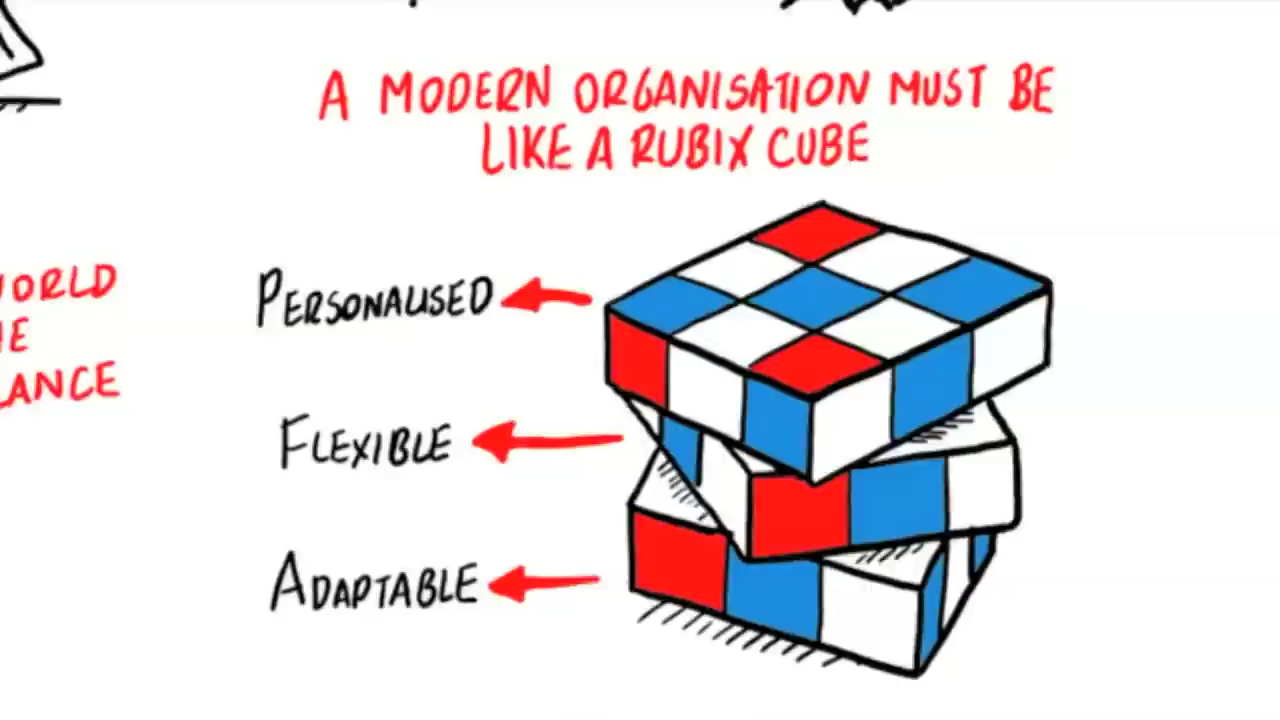 A MODERN ORGANISATION MUST BE
LIKE A RUBIX CUBE
PERSONALISED
FLEXIBLE
ADAPTABLE